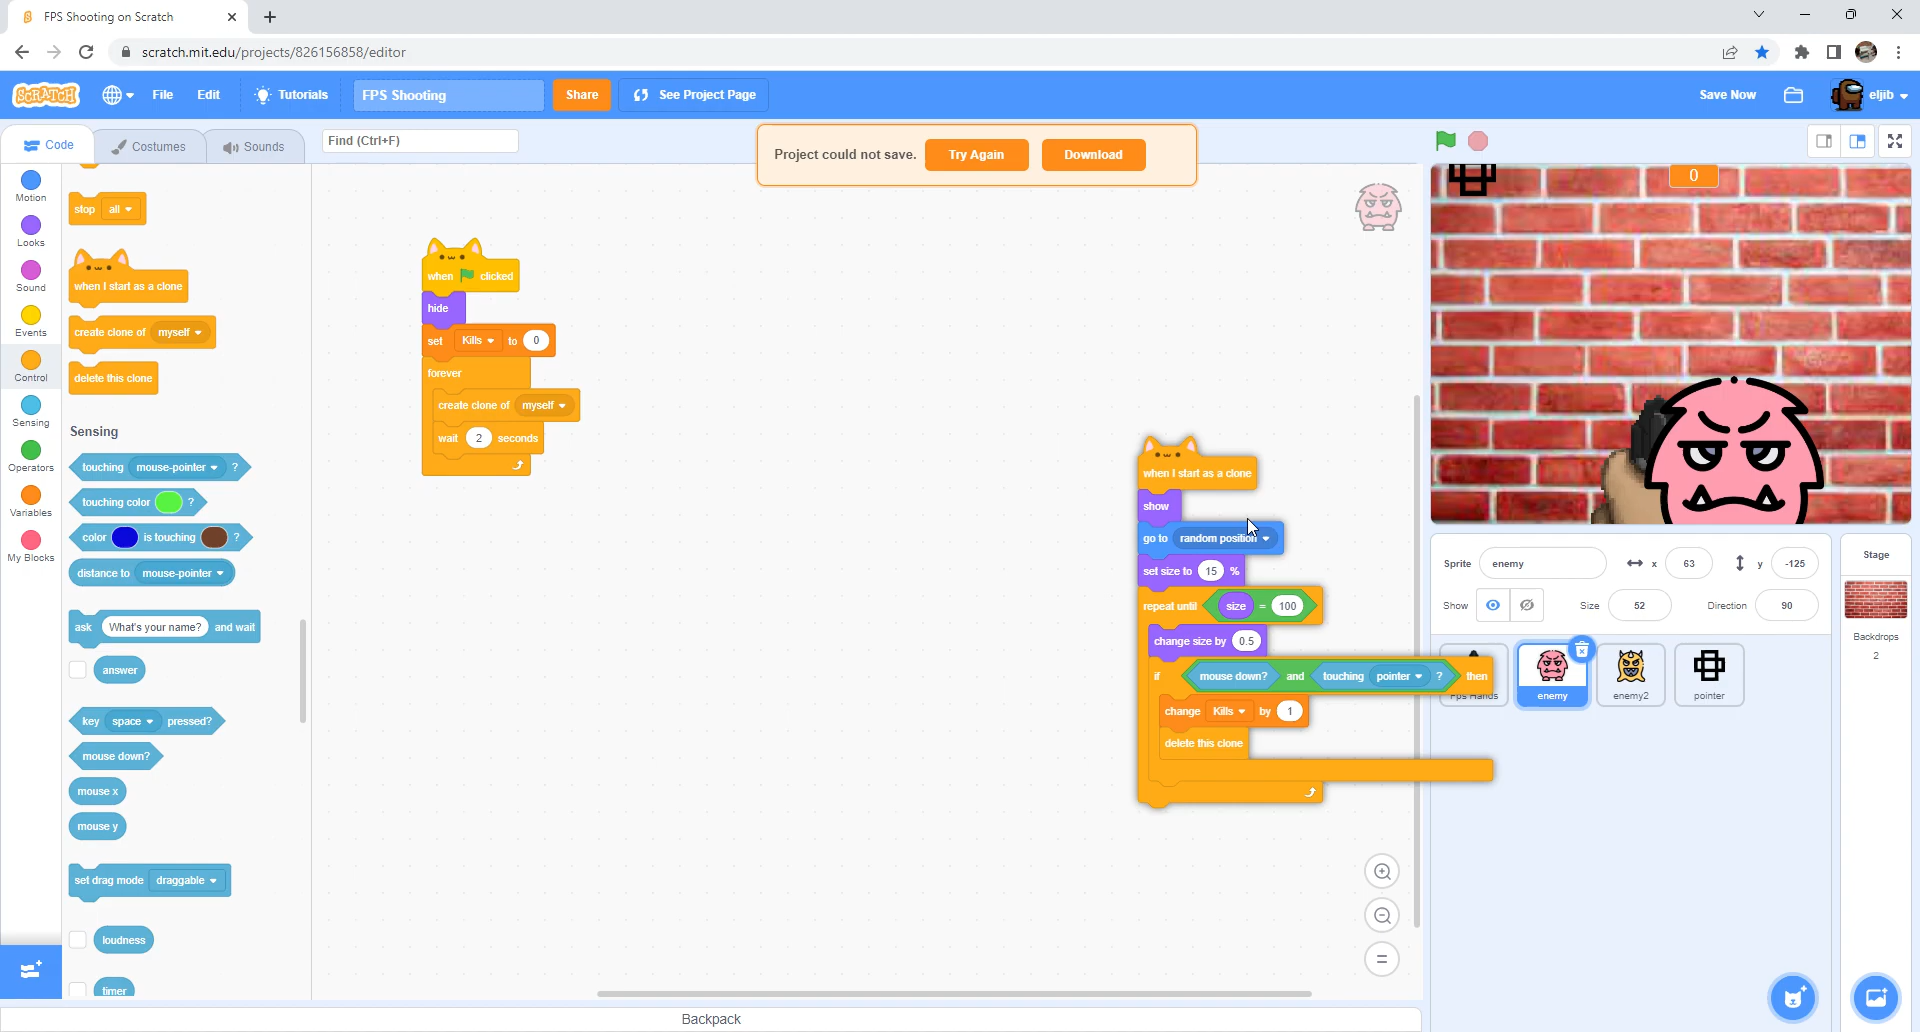 FPS Shooting on Scratch
scratch.mit.edu/projects/826156858/editor
SCRATCH
File
Edit
Tutorials
FPS Shooting
Share
See Project Page
Save Now
eljib
Code
Costumes
Sounds
Find (Ctrl+F)
Project could not save.
Try Again
Download
Motion
Looks
Sound
Events
Control
Sensing
Operators
Variables
My Blocks
stop all
when I start as a clone
create clone of myself
delete this clone
Sensing
touching mouse-pointer ?
touching color ?
color is touching ?
distance to mouse-pointer
ask What's your name? and wait
answer
key space pressed?
mouse down?
mouse x
mouse y
set drag mode draggable
loudness
timer
when clicked
hide
set Kills to 0
forever
create clone of myself
wait 2 seconds
when I start as a clone
show
go to random position
set size to 15 %
repeat until size = 100
change size by 0.5
if mouse down? and touching pointer ? then
change Kills by 1
delete this clone
0
Sprite enemy x 63 y -125
Show Size 52 Direction 90
Fps Hands
enemy
enemy2
pointer
Stage
Backdrops
2
Backpack